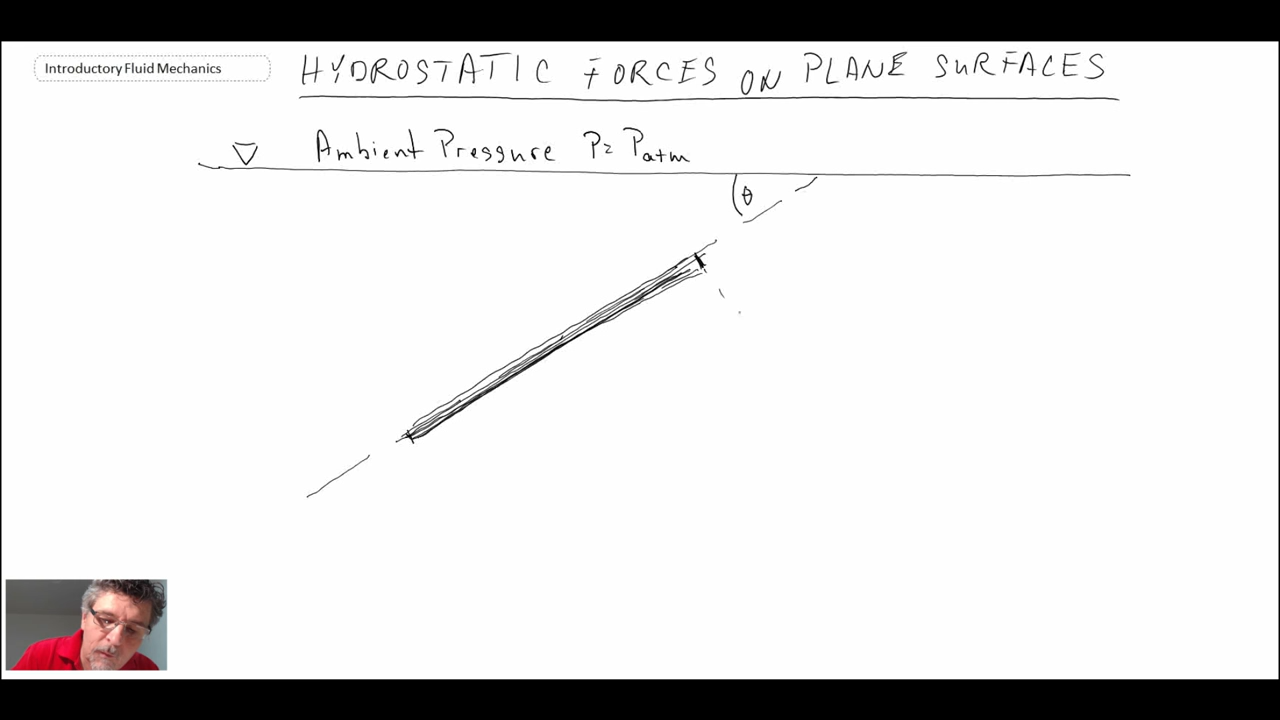 Introductory Fluid Mechanics
HYDROSTATIC FORCES ON PLANE SURFACES
Ambient Pressure P= Patm
θ